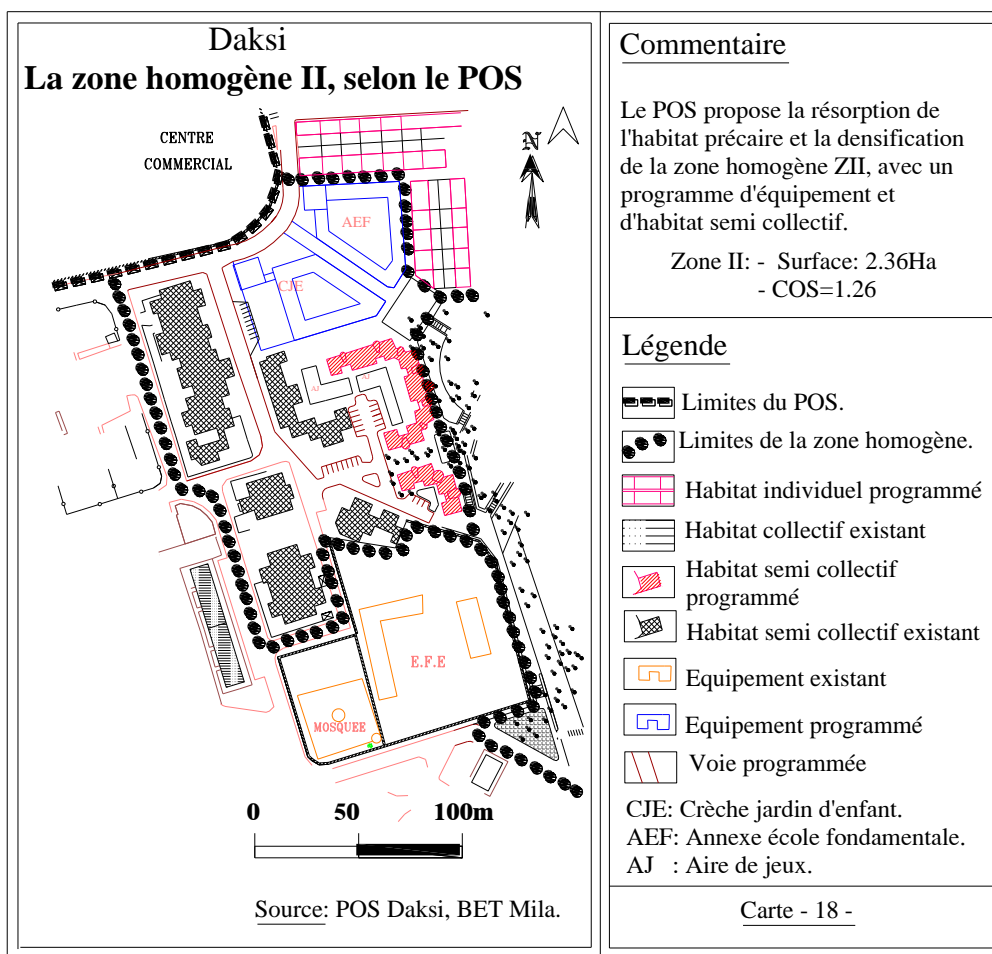 Daksi
La zone homogène II, selon le POS
CENTRE
COMMERCIAL
N
AEF
CJE
AJ
AJ
E.F.E
MOSQUEE
0 50 100m
Source: POS Daksi, BET Mila.
Commentaire
Le POS propose la résorption de
l'habitat précaire et la densification
de la zone homogène ZII, avec un
programme d'équipement et
d'habitat semi collectif.
Zone II: - Surface: 2.36Ha
- COS=1.26
Légende
Limites du POS.
Limites de la zone homogène.
Habitat individuel programmé
Habitat collectif existant
Habitat semi collectif
programmé
Habitat semi collectif existant
Equipement existant
Equipement programmé
Voie programmée
CJE: Crèche jardin d'enfant.
AEF: Annexe école fondamentale.
AJ : Aire de jeux.
Carte - 18 -